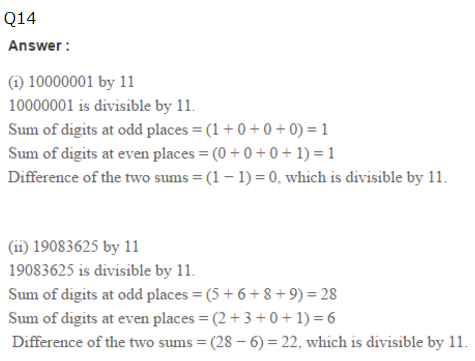 Q14
Answer :
(i) 10000001 by 11
10000001 is divisible by 11.
Sum of digits at odd places = (1 + 0 + 0 + 0) = 1
Sum of digits at even places = (0 + 0 + 0 + 1) = 1
Difference of the two sums = (1 − 1) = 0, which is divisible by 11.
(ii) 19083625 by 11
19083625 is divisible by 11.
Sum of digits at odd places = (5 + 6 + 8 + 9) = 28
Sum of digits at even places = (2 + 3 + 0 + 1) = 6
Difference of the two sums = (28 − 6) = 22, which is divisible by 11.